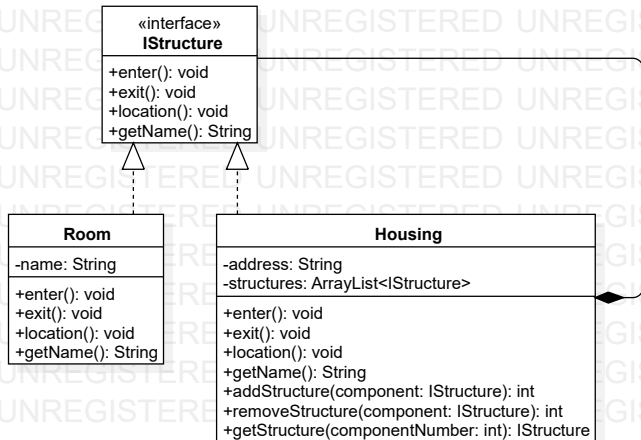 «interface»
IStructure
+enter(): void
+exit(): void
+location(): void
+getName(): String
Room
-name: String
+enter(): void
+exit(): void
+location(): void
+getName(): String
Housing
-address: String
-structures: ArrayList<IStructure>
+enter(): void
+exit(): void
+location(): void
+getName(): String
+addStructure(component: IStructure): int
+removeStructure(component: IStructure): int
+getStructure(componentNumber: int): IStructure
UNREGISTERED